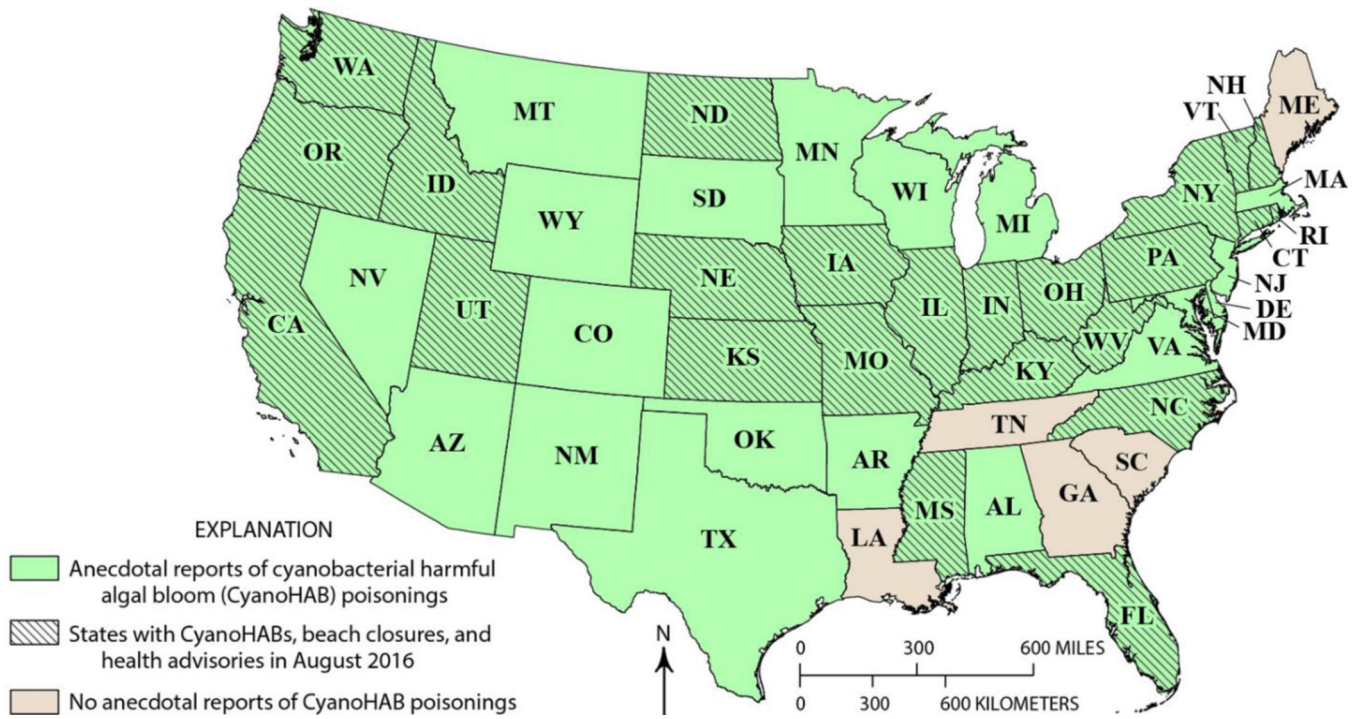 WA
MT
ND
MN
OR
ID
WY
SD
WI
MI
NH
VT
ME
NY
MA
RI
CT
NV
UT
CO
NE
IA
IL
IN
OH
PA
NJ
DE
MD
CA
KS
MO
KY
WV
VA
NC
AZ
NM
OK
AR
TN
SC
TX
LA
MS
AL
GA
FL
EXPLANATION
Anecdotal reports of cyanobacterial harmful
algal bloom (CyanoHAB) poisonings
States with CyanoHABs, beach closures, and
health advisories in August 2016
No anecdotal reports of CyanoHAB poisonings
N
0 300 600 MILES
0 300 600 KILOMETERS